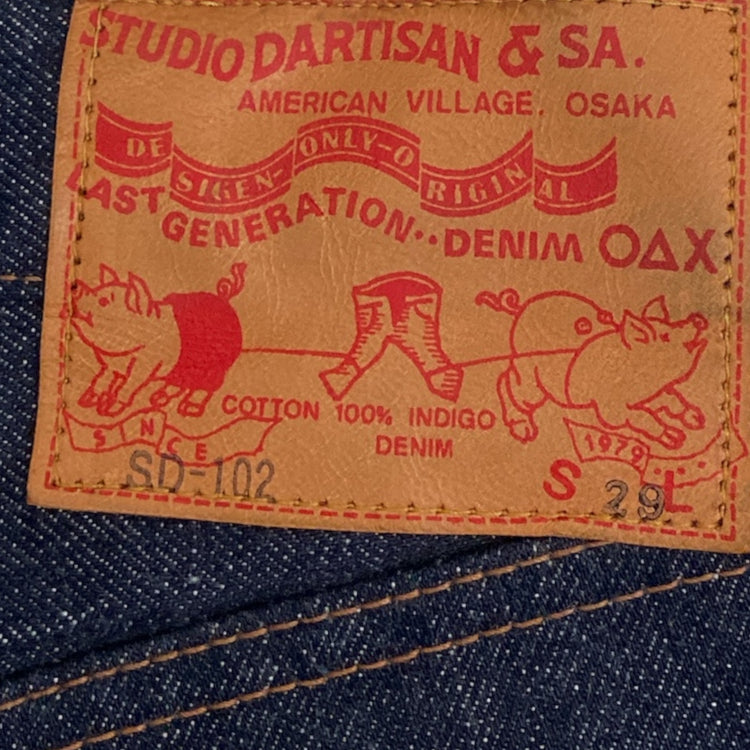 STUDIO DARTISAN & SA.
AMERICAN VILLAGE. OSAKA
DE SIGEN- ONLY-O RIGIN AL
LAST GENERATION··DENIM O∆X
COTTON 100% INDIGO
DENIM
SINCE 1979
SD-102
S 29 L